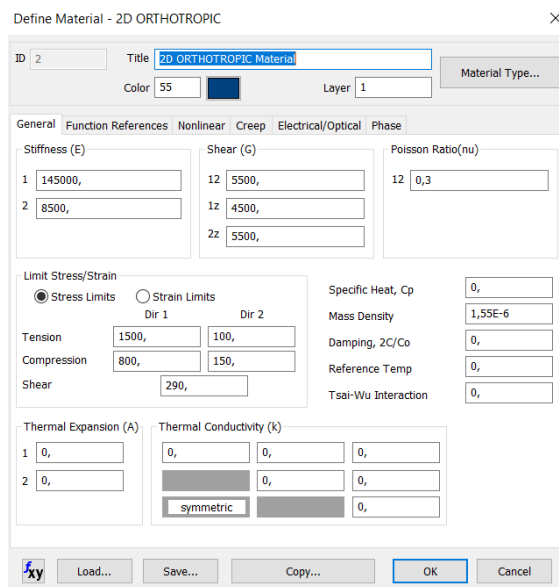 Define Material - 2D ORTHOTROPIC
ID 2 Title 2D ORTHOTROPIC Material
Color 55 Layer 1 Material Type...
General Function References Nonlinear Creep Electrical/Optical Phase
Stiffness (E) Shear (G) Poisson Ratio(nu)
1 145000, 12 5500, 12 0,3
2 8500, 1z 4500,
2z 5500,
Limit Stress/Strain
Stress Limits Strain Limits
Dir 1 Dir 2
Tension 1500, 100,
Compression 800, 150,
Shear 290,
Specific Heat, Cp 0,
Mass Density 1,55E-6
Damping, 2C/Co 0,
Reference Temp 0,
Tsai-Wu Interaction 0,
Thermal Expansion (A) Thermal Conductivity (k)
1 0, 0, 0, 0,
2 0, 0, 0,
symmetric 0,
fxy Load... Save... Copy... OK Cancel